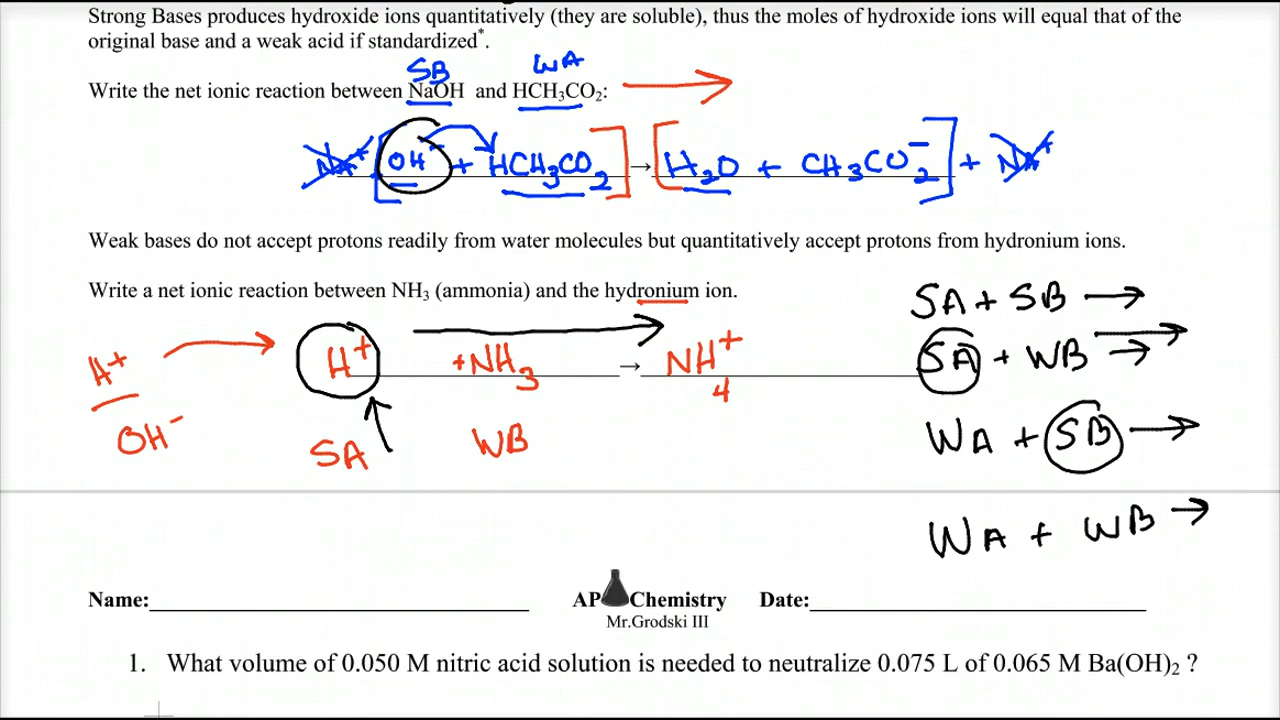 Strong Bases produces hydroxide ions quantitatively (they are soluble), thus the moles of hydroxide ions will equal that of the
original base and a weak acid if standardized*.
SB WA
Write the net ionic reaction between NaOH and HCH₃CO₂: →
Na⁺ [OH⁻ + HCH₃CO₂] → [H₂O + CH₃CO₂⁻] + Na⁺
Weak bases do not accept protons readily from water molecules but quantitatively accept protons from hydronium ions.
Write a net ionic reaction between NH₃ (ammonia) and the hydronium ion.
SA + SB →
H⁺ → H⁺ + NH₃ → NH₄⁺
SA + WB →
OH⁻ SA WB
WA + SB →
WA + WB →
Name: AP Chemistry Date:
Mr.Grodski III
1. What volume of 0.050 M nitric acid solution is needed to neutralize 0.075 L of 0.065 M Ba(OH)₂ ?